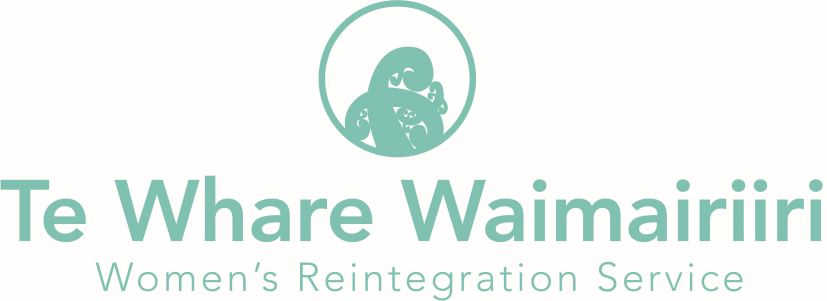 Te Whare Waimairiiri
Women's Reintegration Service